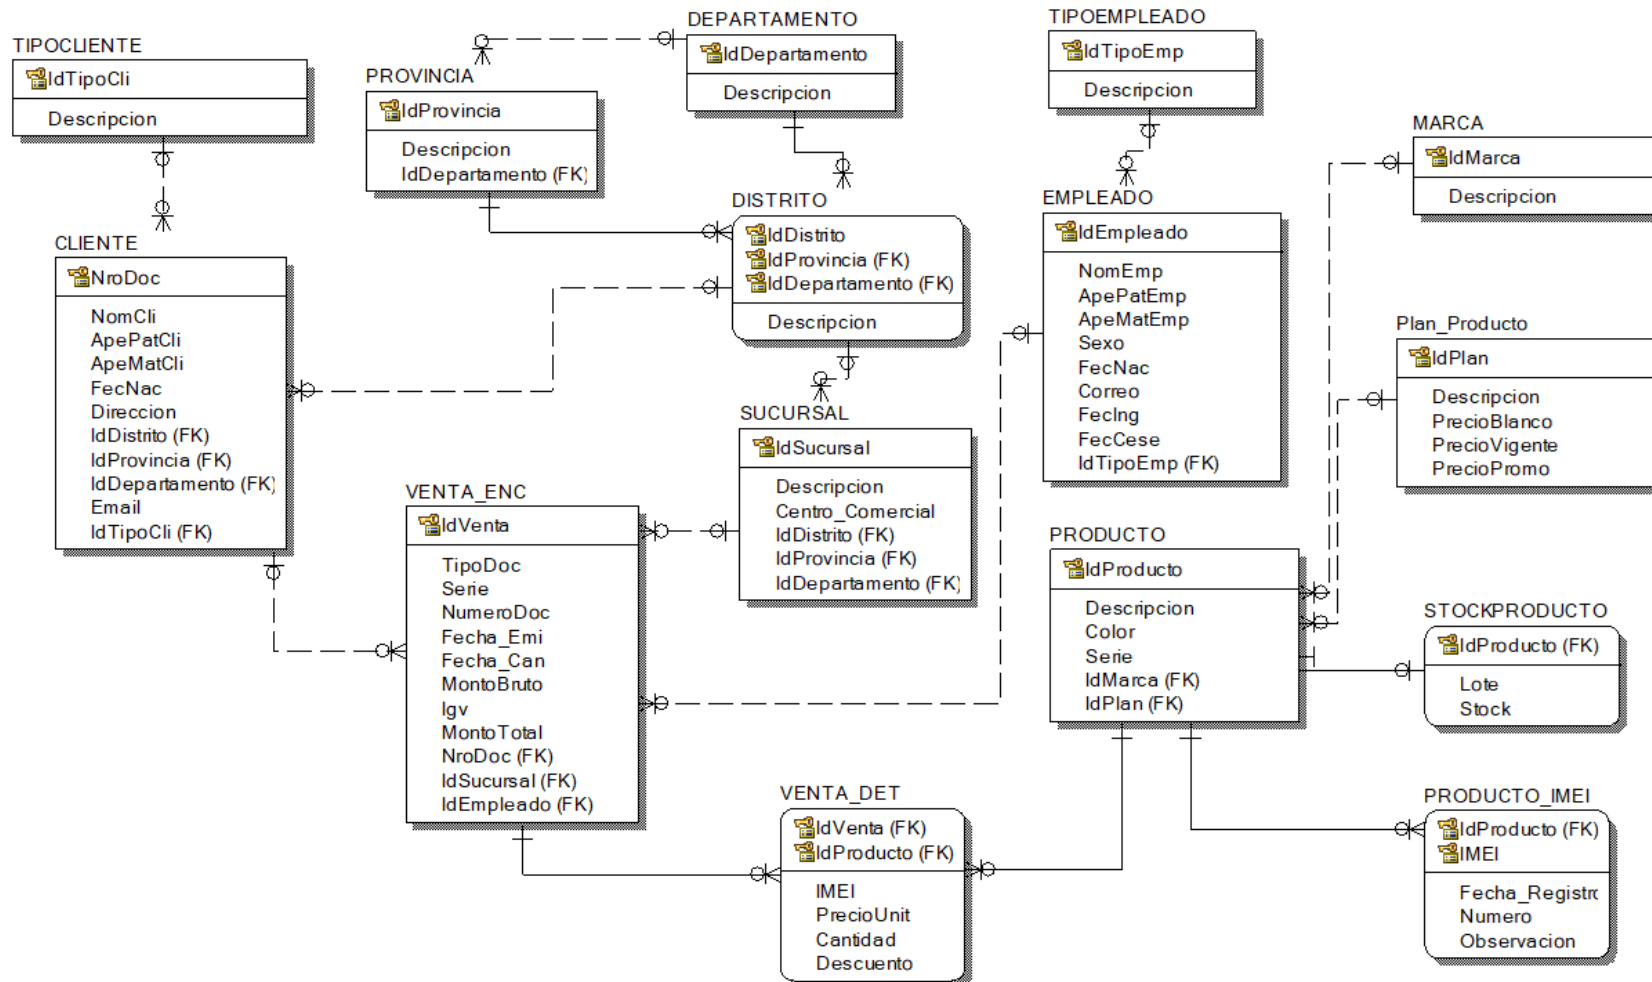 TIPOCLIENTE
IdTipoCli
Descripcion
PROVINCIA
IdProvincia
Descripcion
IdDepartamento (FK)
DEPARTAMENTO
IdDepartamento
Descripcion
TIPOEMPLEADO
IdTipoEmp
Descripcion
MARCA
IdMarca
Descripcion
CLIENTE
NroDoc
NomCli
ApePatCli
ApeMatCli
FecNac
Direccion
IdDistrito (FK)
IdProvincia (FK)
IdDepartamento (FK)
Email
IdTipoCli (FK)
DISTRITO
IdDistrito
IdProvincia (FK)
IdDepartamento (FK)
Descripcion
EMPLEADO
IdEmpleado
NomEmp
ApePatEmp
ApeMatEmp
Sexo
FecNac
Correo
FecIng
FecCese
IdTipoEmp (FK)
Plan_Producto
IdPlan
Descripcion
PrecioBlanco
PrecioVigente
PrecioPromo
SUCURSAL
IdSucursal
Descripcion
Centro_Comercial
IdDistrito (FK)
IdProvincia (FK)
IdDepartamento (FK)
VENTA_ENC
IdVenta
TipoDoc
Serie
NumeroDoc
Fecha_Emi
Fecha_Can
MontoBruto
Igv
MontoTotal
NroDoc (FK)
IdSucursal (FK)
IdEmpleado (FK)
PRODUCTO
IdProducto
Descripcion
Color
Serie
IdMarca (FK)
IdPlan (FK)
STOCKPRODUCTO
IdProducto (FK)
Lote
Stock
VENTA_DET
IdVenta (FK)
IdProducto (FK)
IMEI
PrecioUnit
Cantidad
Descuento
PRODUCTO_IMEI
IdProducto (FK)
IMEI
Fecha_Registro
Numero
Observacion